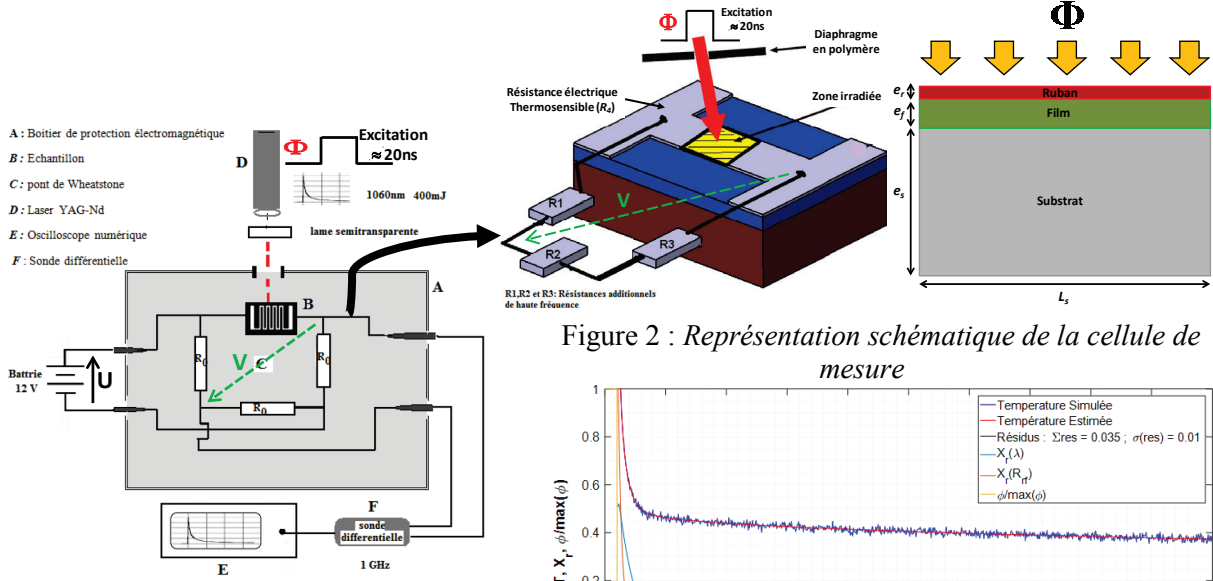 A : Boitier de protection électromagnétique
B : Echantillon
C : pont de Wheatstone
D : Laser YAG-Nd
E : Oscilloscope numérique
F : Sonde différentielle
D
Φ
Excitation
≈20ns
1060nm 400mJ
lame semitransparente
A
B
R0
V
C
R0
R0
Battrie
12 V
U
F
sonde
differentielle
1 GHz
E
Φ
Excitation
≈20ns
Diaphragme
en polymère
Résistance électrique
Thermosensible (Rd)
Zone irradiée
R1
V
R2
R3
R1,R2 et R3: Résistances additionnels
de haute fréquence
Φ
er
Ruban
ef
Film
es
Substrat
Ls
Figure 2 : Représentation schématique de la cellule de
mesure
1
0.8
0.6
0.4
0.2
T, Xr, ϕ/max(ϕ)
Temperature Simulée
Température Estimée
Résidus : Σres = 0.035 ; σ(res) = 0.01
Xr(λ)
Xr(Rrf)
ϕ/max(ϕ)